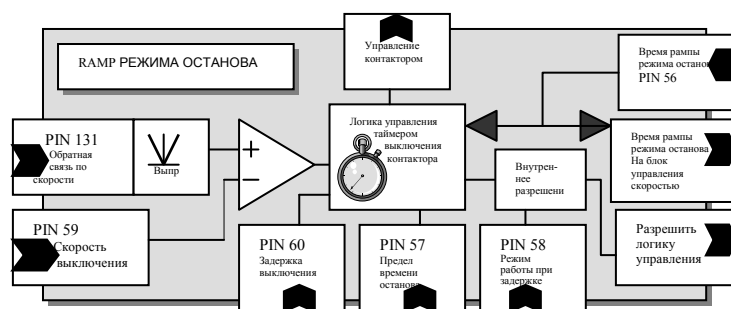 Управление
контактором
RAMP РЕЖИМА ОСТАНОВА
Время рампы
режима останов
PIN 56
PIN 131
Обратная
связь по
скорости
Выпр
+
−
Логика управления
таймером
выключения
контактора
Время рампы
режима останова
На блок
управления
скоростью
Внутрен-
нее
разрешени
PIN 59
Скорость
выключения
Разрешить
логику
управления
PIN 60
Задержка
выключения
PIN 57
Предел
времени
останова
PIN 58
Режим
работы при
задержке